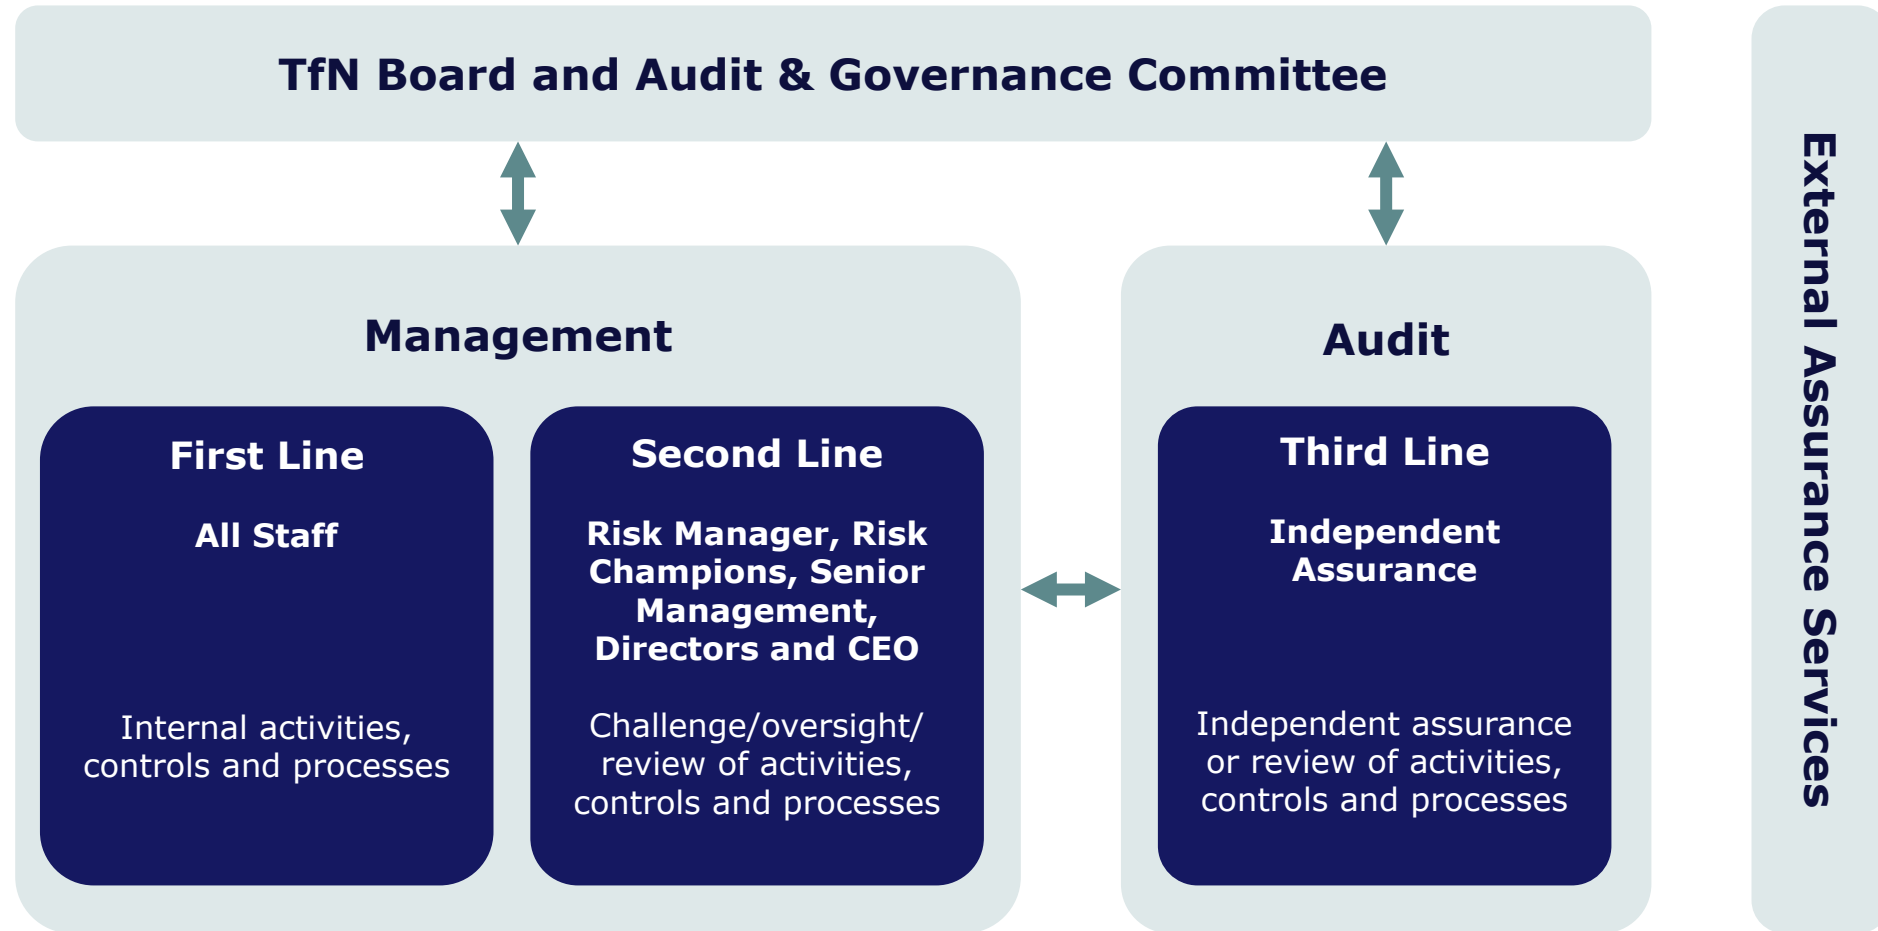 TfN Board and Audit & Governance Committee
Management
First Line
All Staff
Internal activities,
controls and processes
Second Line
Risk Manager, Risk
Champions, Senior
Management,
Directors and CEO
Challenge/oversight/
review of activities,
controls and processes
Audit
Third Line
Independent
Assurance
Independent assurance
or review of activities,
controls and processes
External Assurance Services